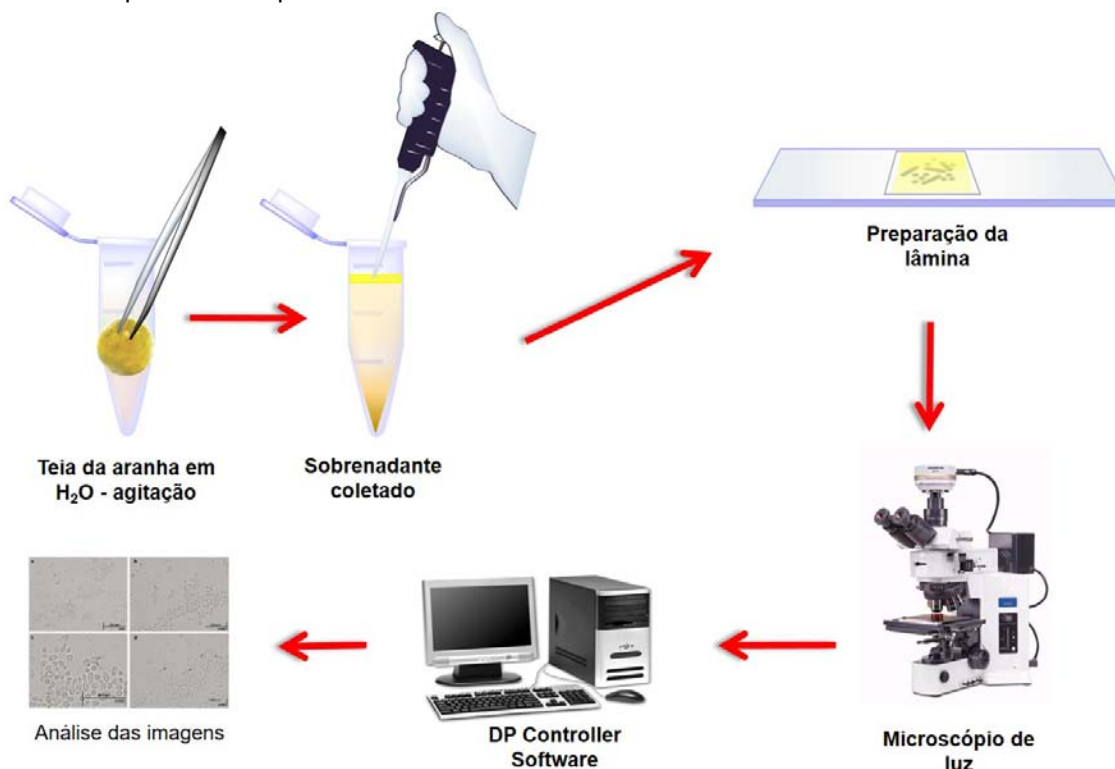 Teia da aranha em
H₂O - agitação
Sobrenadante
coletado
Preparação da
lâmina
Microscópio de
luz
DP Controller
Software
Análise das imagens